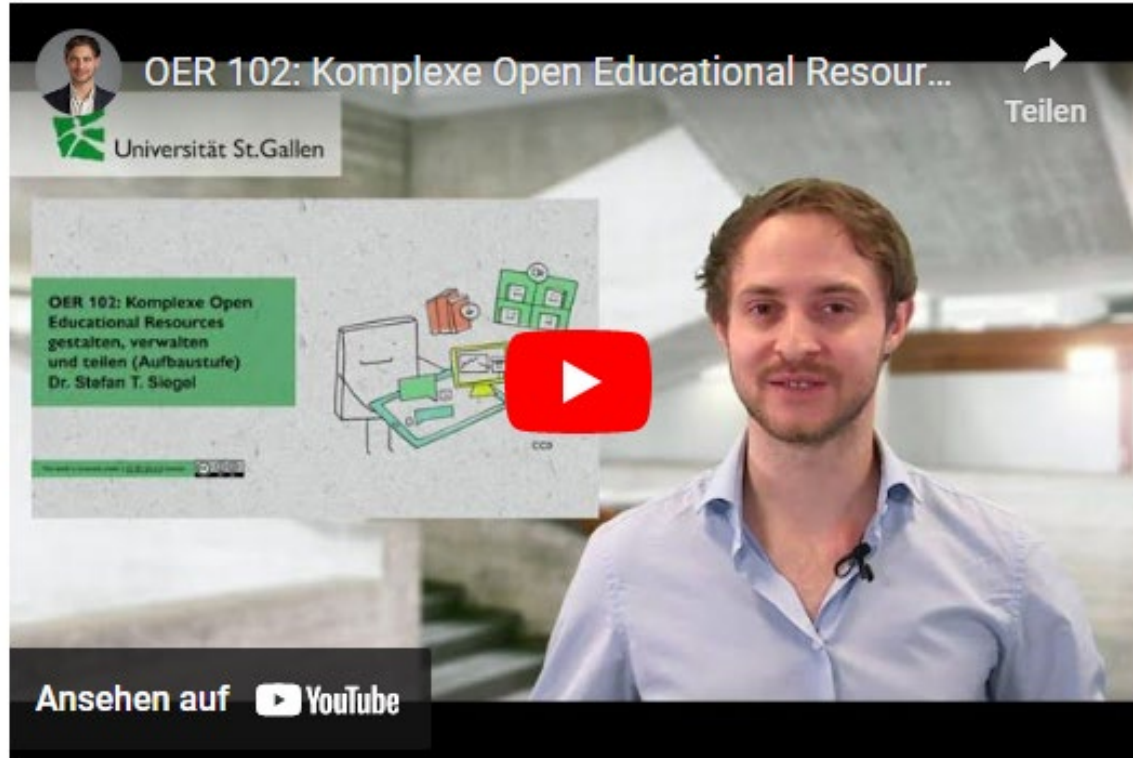 OER 102: Komplexe Open Educational Resour...
Teilen
Universität St.Gallen
OER 102: Komplexe Open
Educational Resources
gestalten, verwalten
und teilen (Aufbaustufe)
Dr. Stefan T. Siegel
CC0
Ansehen auf YouTube